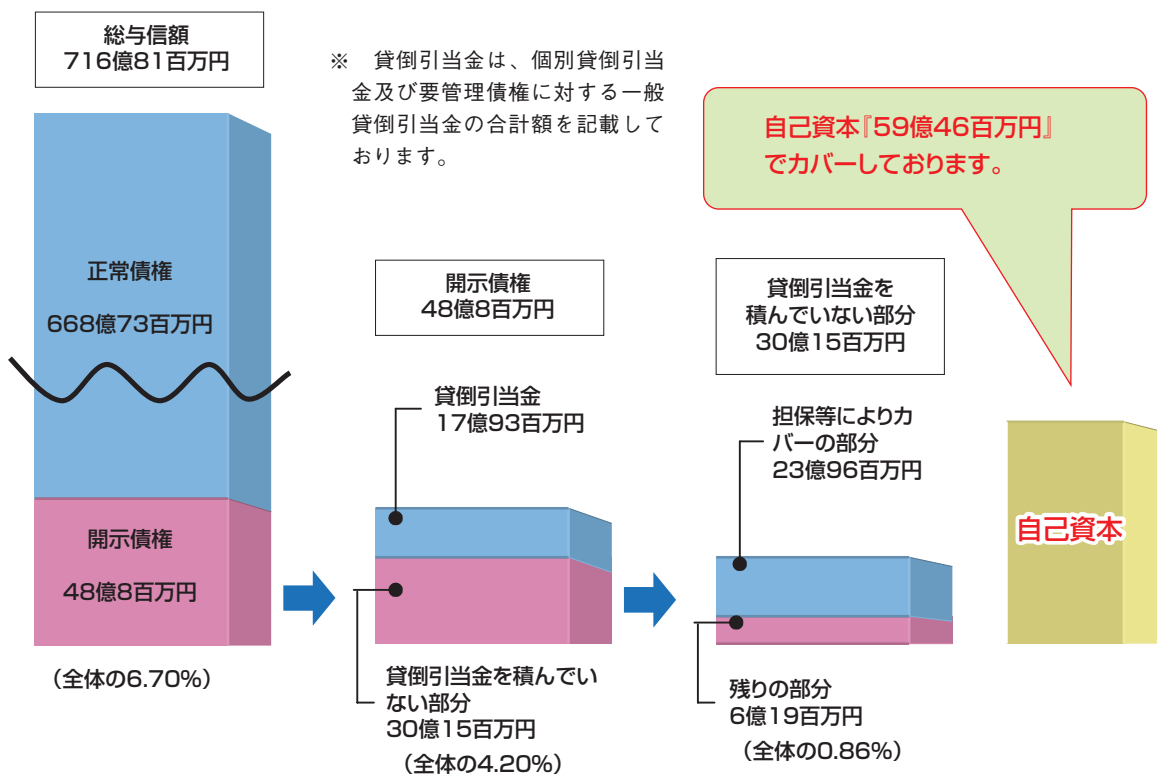 総与信額
716億81百万円
※　貸倒引当金は、個別貸倒引当
金及び要管理債権に対する一般
貸倒引当金の合計額を記載して
おります。
自己資本『59億46百万円』
でカバーしております。
正常債権
668億73百万円
開示債権
48億8百万円
（全体の6.70%）
開示債権
48億8百万円
貸倒引当金
17億93百万円
貸倒引当金を積んでい
ない部分
30億15百万円
（全体の4.20%）
貸倒引当金を
積んでいない部分
30億15百万円
担保等によりカ
バーの部分
23億96百万円
残りの部分
6億19百万円
（全体の0.86%）
自己資本